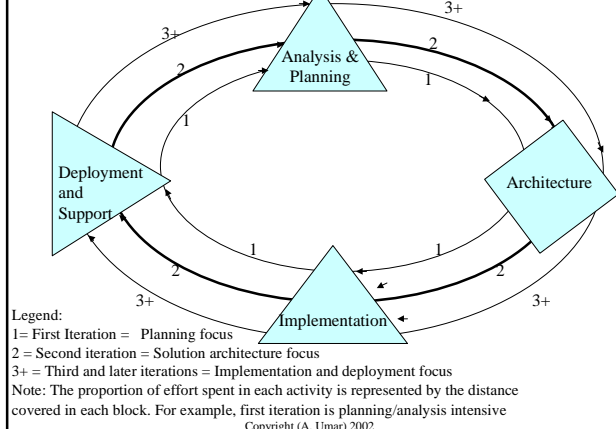 3+
3+
2
2
Analysis &
Planning
1
1
Deployment
and
Support
Architecture
1
1
2
2
3+
3+
Implementation
Legend:
1= First Iteration = Planning focus
2 = Second iteration = Solution architecture focus
3+ = Third and later iterations = Implementation and deployment focus
Note: The proportion of effort spent in each activity is represented by the distance
covered in each block. For example, first iteration is planning/analysis intensive
Copyright (A. Umar) 2002